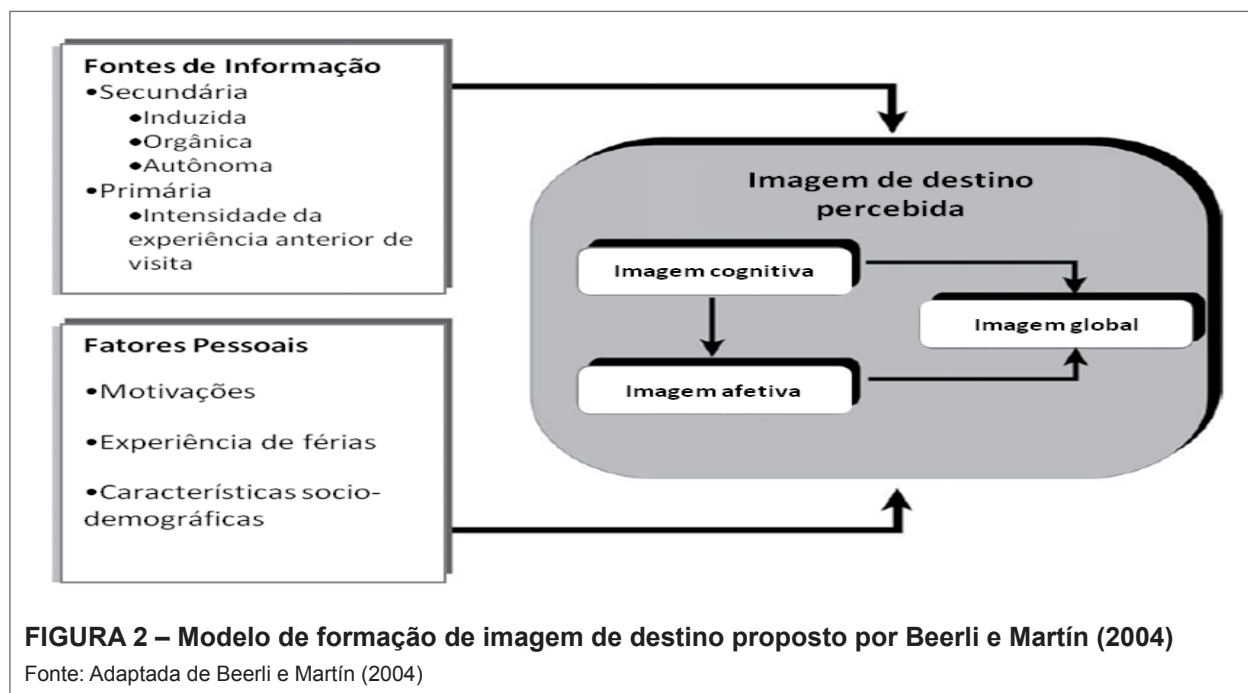 Fontes de Informação
•Secundária
•Induzida
•Orgânica
•Autônoma
•Primária
•Intensidade da
experiência anterior de
visita
Fatores Pessoais
•Motivações
•Experiência de férias
•Características socio-
demográficas
Imagem de destino
percebida
Imagem cognitiva
Imagem global
Imagem afetiva
FIGURA 2 – Modelo de formação de imagem de destino proposto por Beerli e Martín (2004)
Fonte: Adaptada de Beerli e Martín (2004)